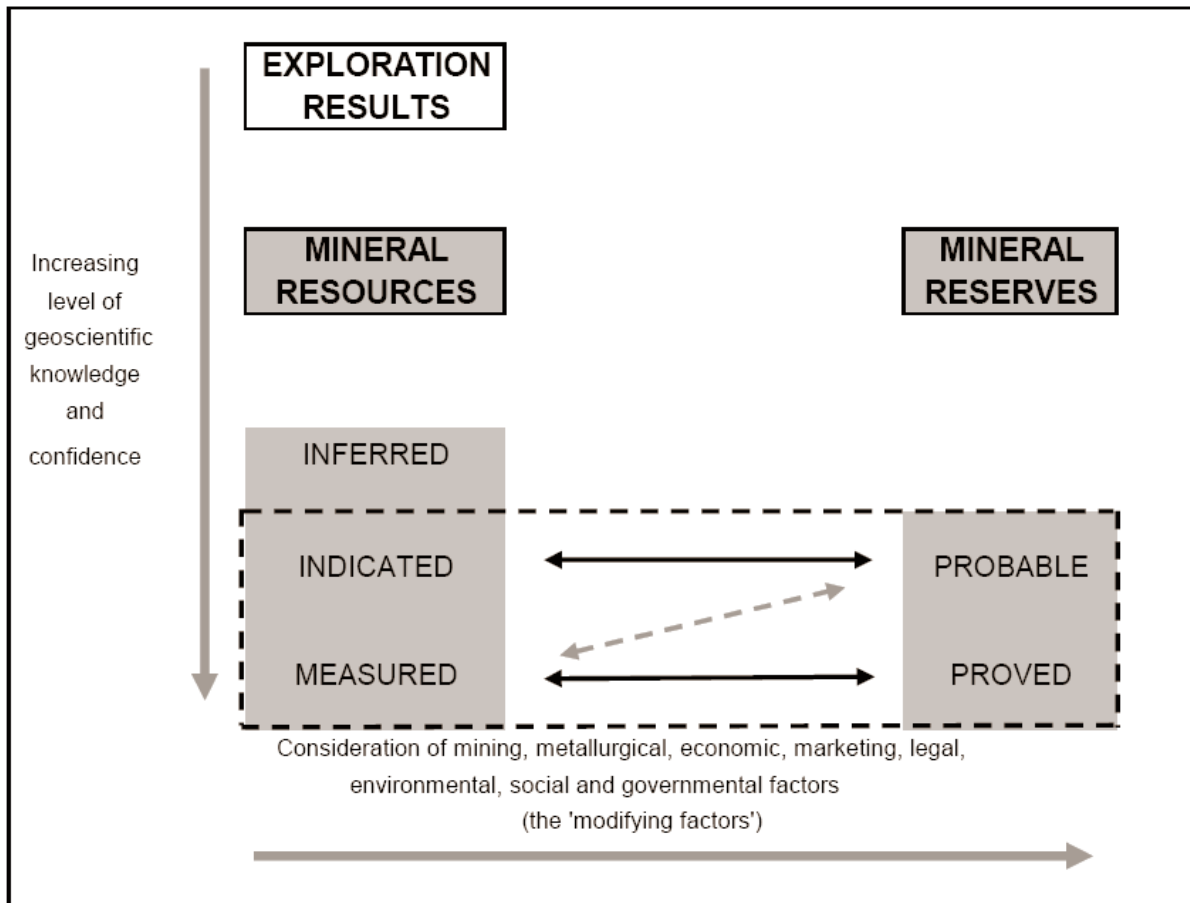 EXPLORATION
RESULTS
MINERAL
RESOURCES
MINERAL
RESERVES
Increasing
level of
geoscientific
knowledge
and
confidence
INFERRED
INDICATED
PROBABLE
MEASURED
PROVED
Consideration of mining, metallurgical, economic, marketing, legal,
environmental, social and governmental factors
(the 'modifying factors')